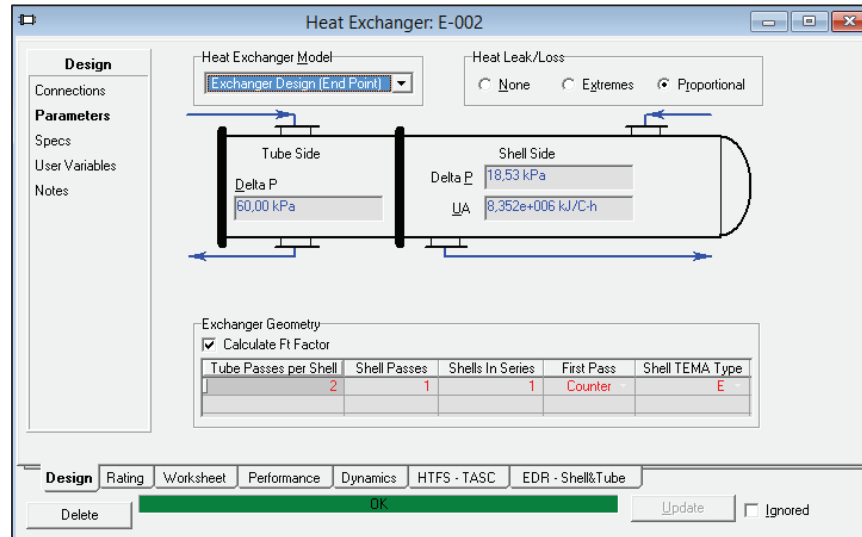 Heat Exchanger: E-002
Design
Connections
Parameters
Specs
User Variables
Notes
Heat Exchanger Model
Exchanger Design (End Point)
Heat Leak/Loss
None Extremes Proportional
Tube Side
Delta P
60,00 kPa
Shell Side
Delta P 18,53 kPa
UA 8,352e+006 kJ/C-h
Exchanger Geometry
Calculate Ft Factor
Tube Passes per Shell Shell Passes Shells In Series First Pass Shell TEMA Type
2 1 1 Counter E
Design Rating Worksheet Performance Dynamics HTFS - TASC EDR - Shell&Tube
Delete OK Update Ignored